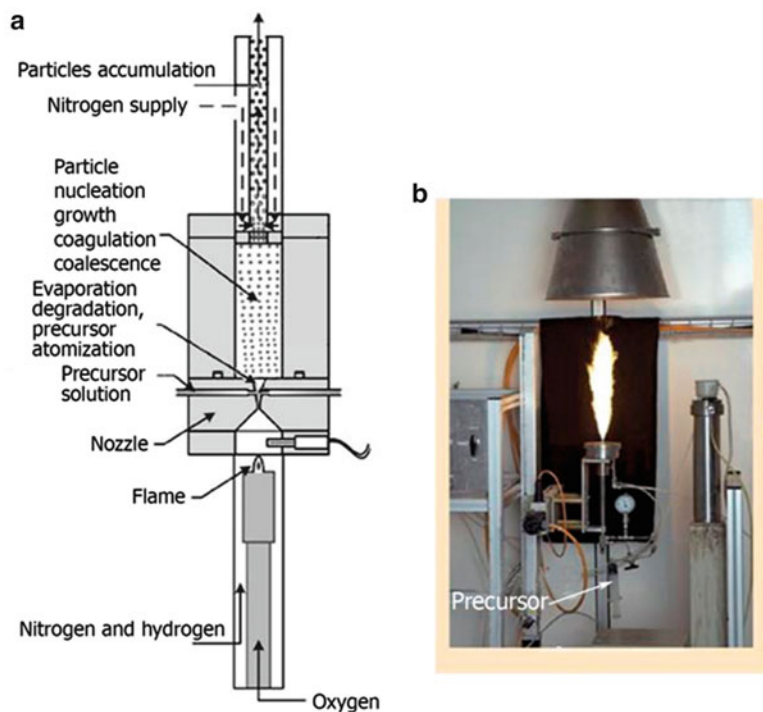 a
Particles accumulation
Nitrogen supply
Particle
nucleation
growth
coagulation
coalescence
Evaporation
degradation,
precursor
atomization
Precursor
solution
Nozzle
Flame
Nitrogen and hydrogen
Oxygen
b
Precursor